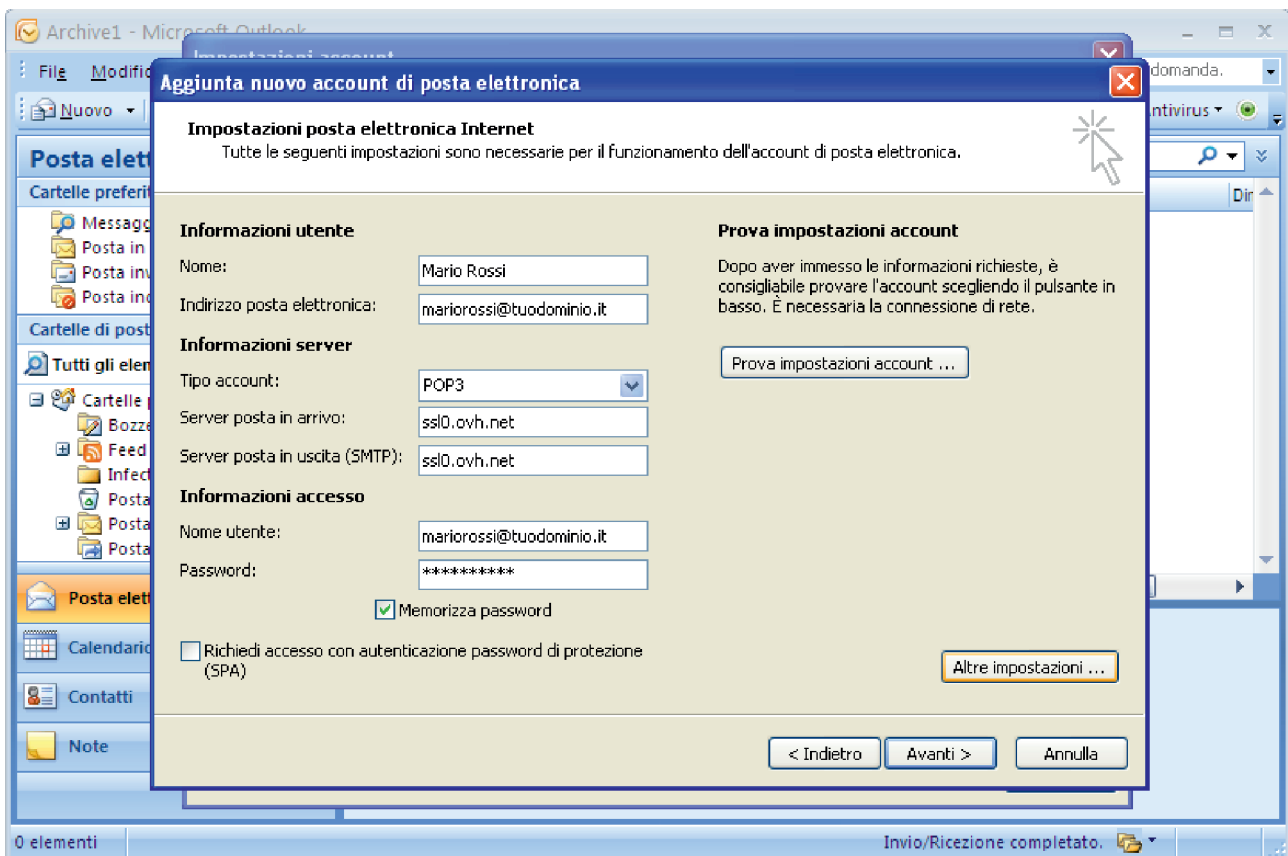 Archive1 - Microsoft Outlook
Impostazioni account
File Modific
domanda.
Nuovo
ntivirus
Aggiunta nuovo account di posta elettronica
Impostazioni posta elettronica Internet
Tutte le seguenti impostazioni sono necessarie per il funzionamento dell'account di posta elettronica.
Posta elett
Cartelle preferit
Messagg
Posta in
Posta inv
Posta ind
Cartelle di post
Tutti gli elem
Cartelle p
Bozze
Feed
Infect
Posta
Posta
Posta
Posta elett
Calendario
Contatti
Note
Dir
Informazioni utente
Nome:
Mario Rossi
Indirizzo posta elettronica:
mariorossi@tuodominio.it
Informazioni server
Tipo account:
POP3
Server posta in arrivo:
ssl0.ovh.net
Server posta in uscita (SMTP):
ssl0.ovh.net
Informazioni accesso
Nome utente:
mariorossi@tuodominio.it
Password:
**********
Memorizza password
Richiedi accesso con autenticazione password di protezione
(SPA)
Prova impostazioni account
Dopo aver immesso le informazioni richieste, è
consigliabile provare l'account scegliendo il pulsante in
basso. È necessaria la connessione di rete.
Prova impostazioni account ...
Altre impostazioni ...
< Indietro
Avanti >
Annulla
0 elementi
Invio/Ricezione completato.